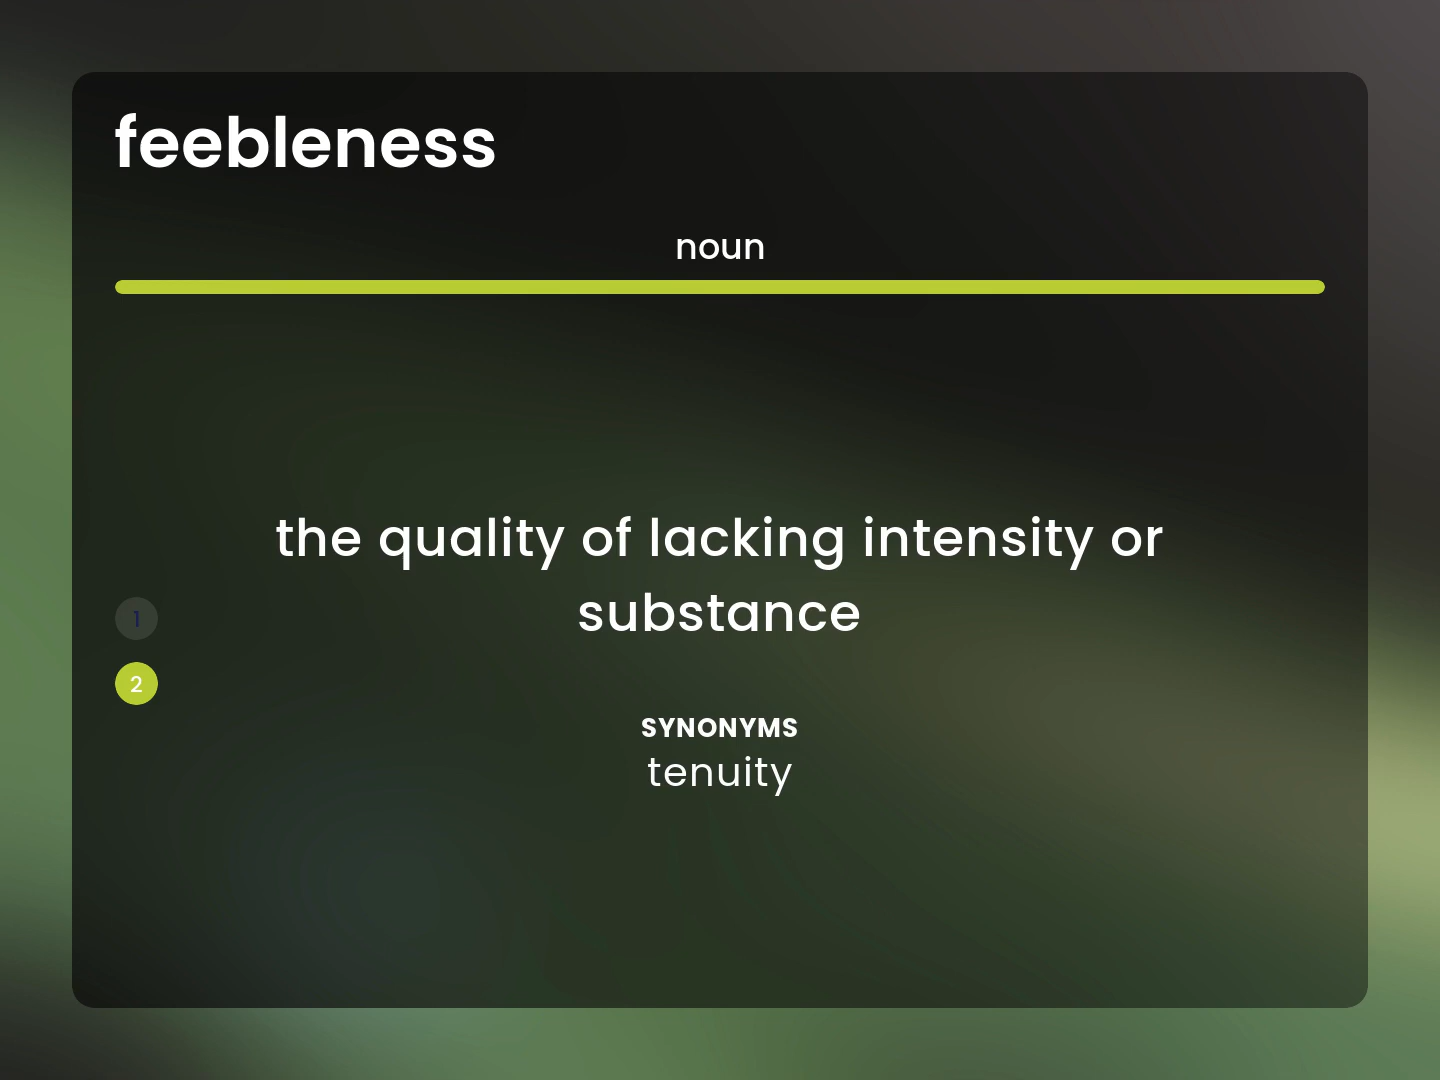 feebleness
noun
the quality of lacking intensity or
substance
1
2
SYNONYMS
tenuity